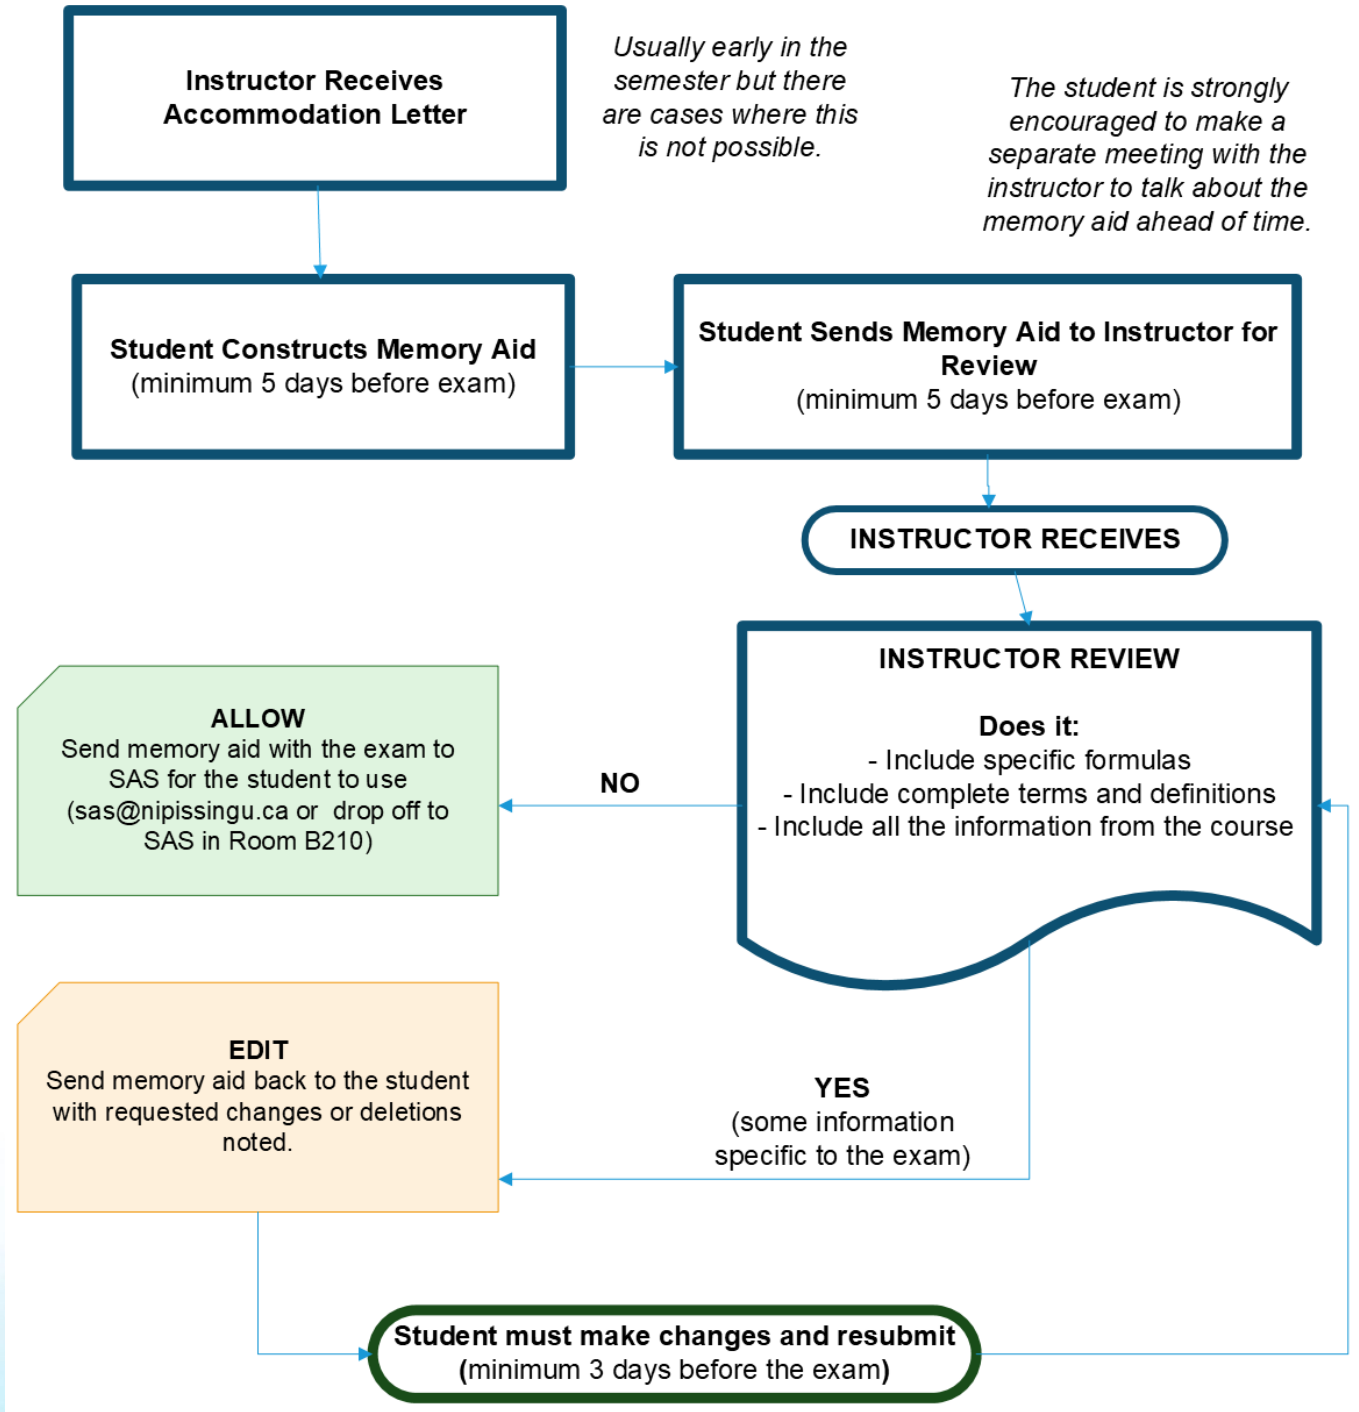 Instructor Receives
Accommodation Letter
Usually early in the
semester but there
are cases where this
is not possible.
The student is strongly
encouraged to make a
separate meeting with the
instructor to talk about the
memory aid ahead of time.
Student Constructs Memory Aid
(minimum 5 days before exam)
Student Sends Memory Aid to Instructor for
Review
(minimum 5 days before exam)
INSTRUCTOR RECEIVES
INSTRUCTOR REVIEW
Does it:
- Include specific formulas
- Include complete terms and definitions
- Include all the information from the course
NO
ALLOW
Send memory aid with the exam to
SAS for the student to use
(sas@nipissingu.ca or drop off to
SAS in Room B210)
EDIT
Send memory aid back to the student
with requested changes or deletions
noted.
YES
(some information
specific to the exam)
Student must make changes and resubmit
(minimum 3 days before the exam)